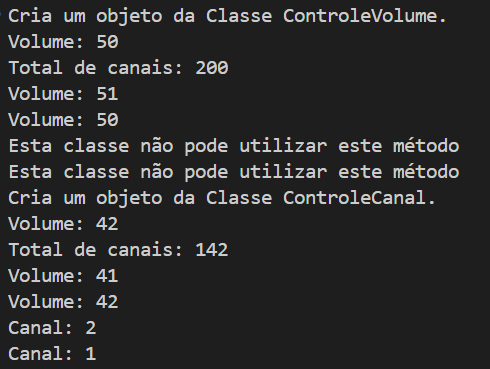 Cria um objeto da Classe ControleVolume.
Volume: 50
Total de canais: 200
Volume: 51
Volume: 50
Esta classe não pode utilizar este método
Esta classe não pode utilizar este método
Cria um objeto da Classe ControleCanal.
Volume: 42
Total de canais: 142
Volume: 41
Volume: 42
Canal: 2
Canal: 1